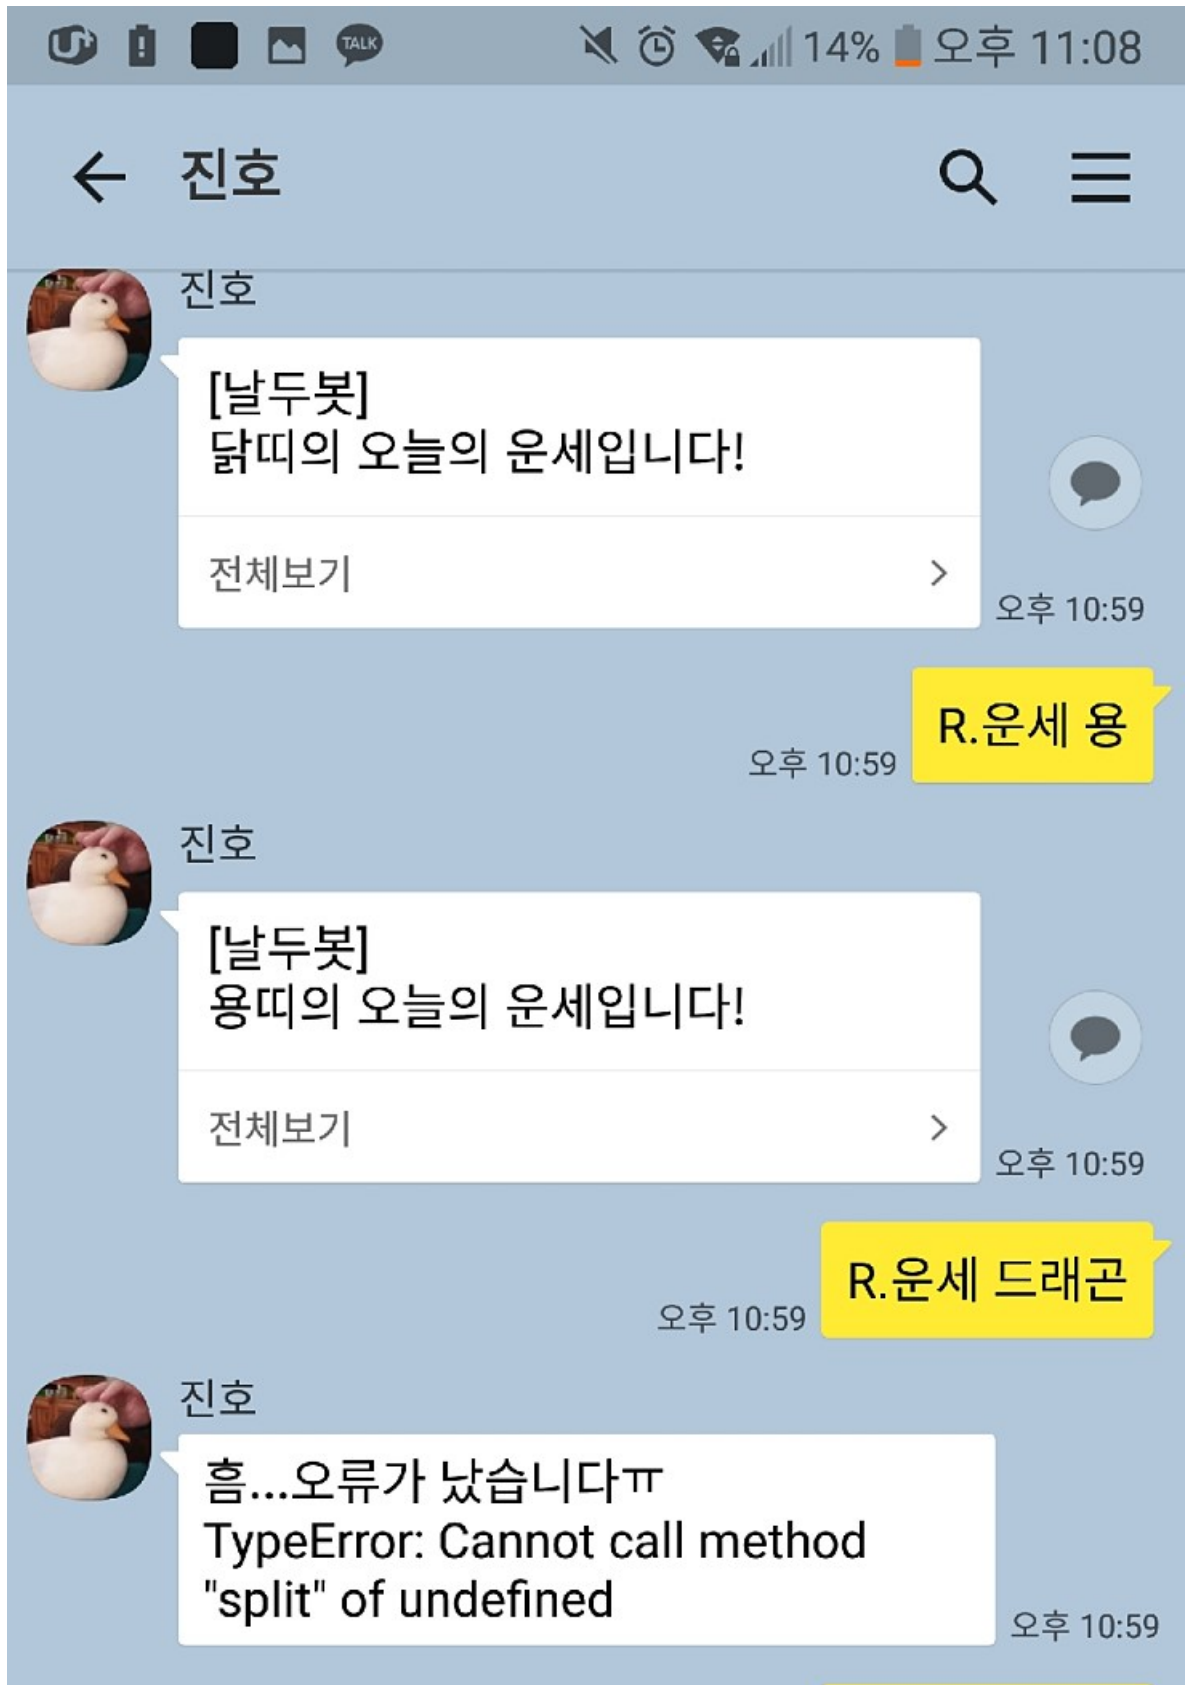 TALK 14% 오후 11:08
진호
진호
[날두봇]
닭띠의 오늘의 운세입니다!
전체보기
오후 10:59
R.운세 용
오후 10:59
진호
[날두봇]
용띠의 오늘의 운세입니다!
전체보기
오후 10:59
R.운세 드래곤
오후 10:59
진호
흠...오류가 났습니다ㅠ
TypeError: Cannot call method
"split" of undefined
오후 10:59